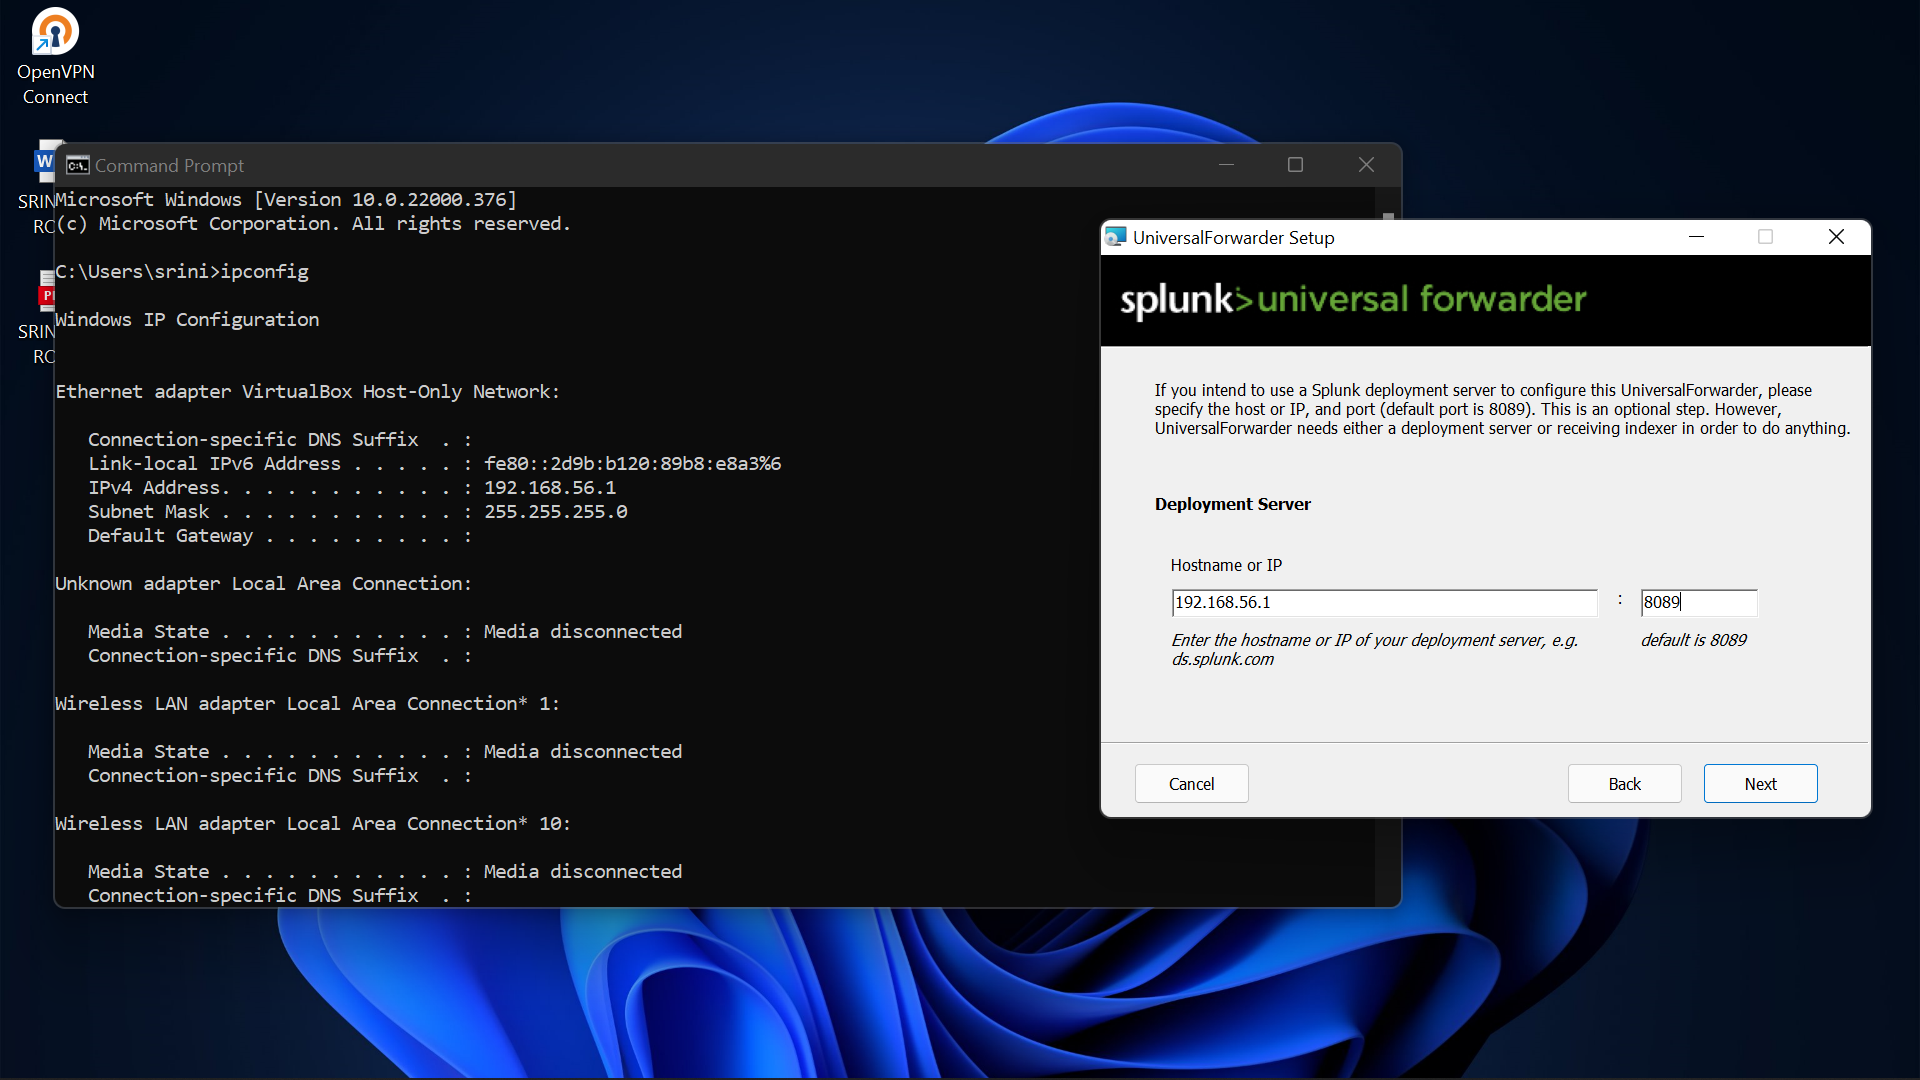 OpenVPN
Connect
W
SRIN
RO
SRIN
RO
C:\.
Command Prompt
Microsoft Windows [Version 10.0.22000.376]
(c) Microsoft Corporation. All rights reserved.
C:\Users\srini>ipconfig
Windows IP Configuration
Ethernet adapter VirtualBox Host-Only Network:
Connection-specific DNS Suffix  . :
Link-local IPv6 Address . . . . . : fe80::2d9b:b120:89b8:e8a3%6
IPv4 Address. . . . . . . . . . . : 192.168.56.1
Subnet Mask . . . . . . . . . . . : 255.255.255.0
Default Gateway . . . . . . . . . :
Unknown adapter Local Area Connection:
Media State . . . . . . . . . . . : Media disconnected
Connection-specific DNS Suffix  . :
Wireless LAN adapter Local Area Connection* 1:
Media State . . . . . . . . . . . : Media disconnected
Connection-specific DNS Suffix  . :
Wireless LAN adapter Local Area Connection* 10:
Media State . . . . . . . . . . . : Media disconnected
Connection-specific DNS Suffix  . :
UniversalForwarder Setup
splunk>universal forwarder
If you intend to use a Splunk deployment server to configure this UniversalForwarder, please
specify the host or IP, and port (default port is 8089). This is an optional step. However,
UniversalForwarder needs either a deployment server or receiving indexer in order to do anything.
Deployment Server
Hostname or IP
192.168.56.1 : 8089
Enter the hostname or IP of your deployment server, e.g.
ds.splunk.com
default is 8089
Cancel
Back
Next